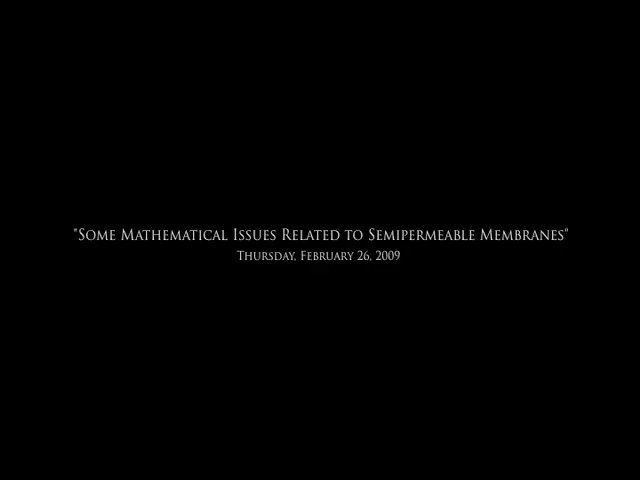 "Some Mathematical Issues Related to Semipermeable Membranes"
Thursday, February 26, 2009